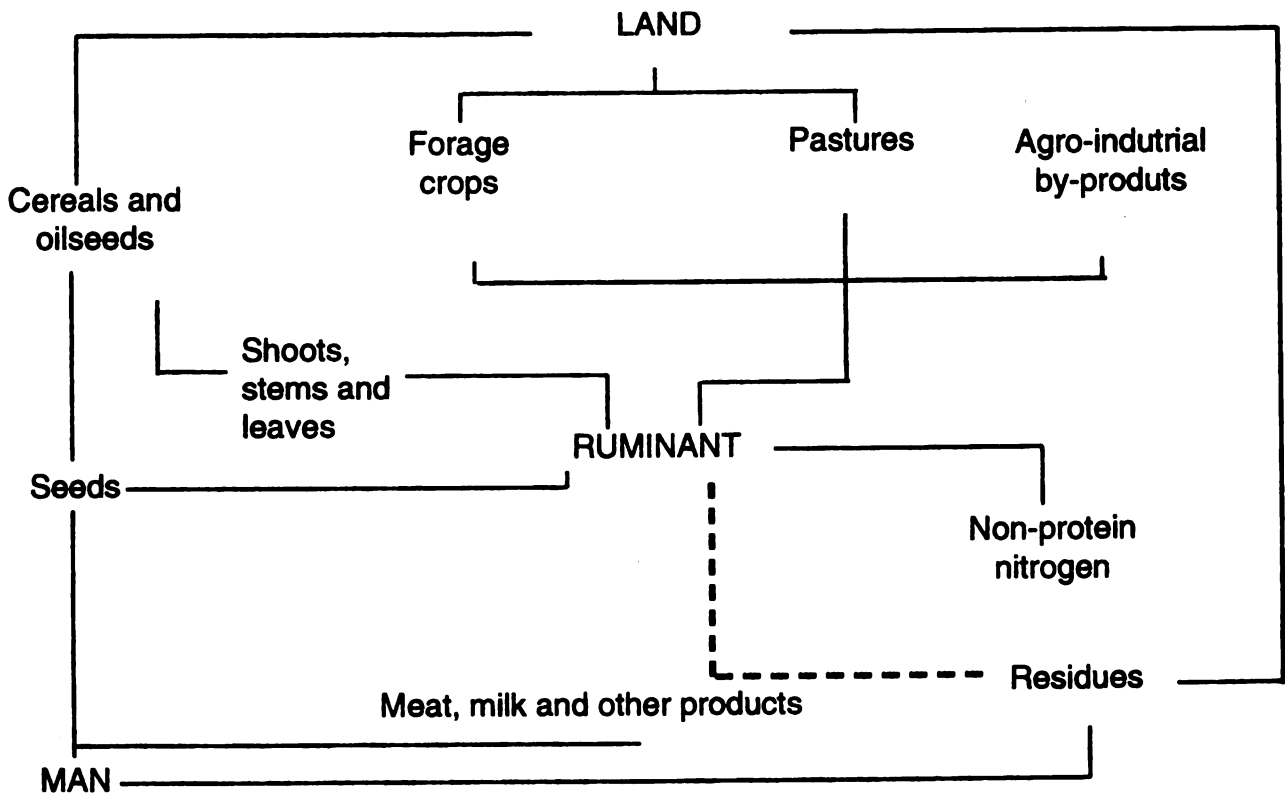 LAND
Forage
crops
Pastures
Agro-indutrial
by-produts
Cereals and
oilseeds
Shoots,
stems and
leaves
RUMINANT
Seeds
Non-protein
nitrogen
Residues
Meat, milk and other products
MAN